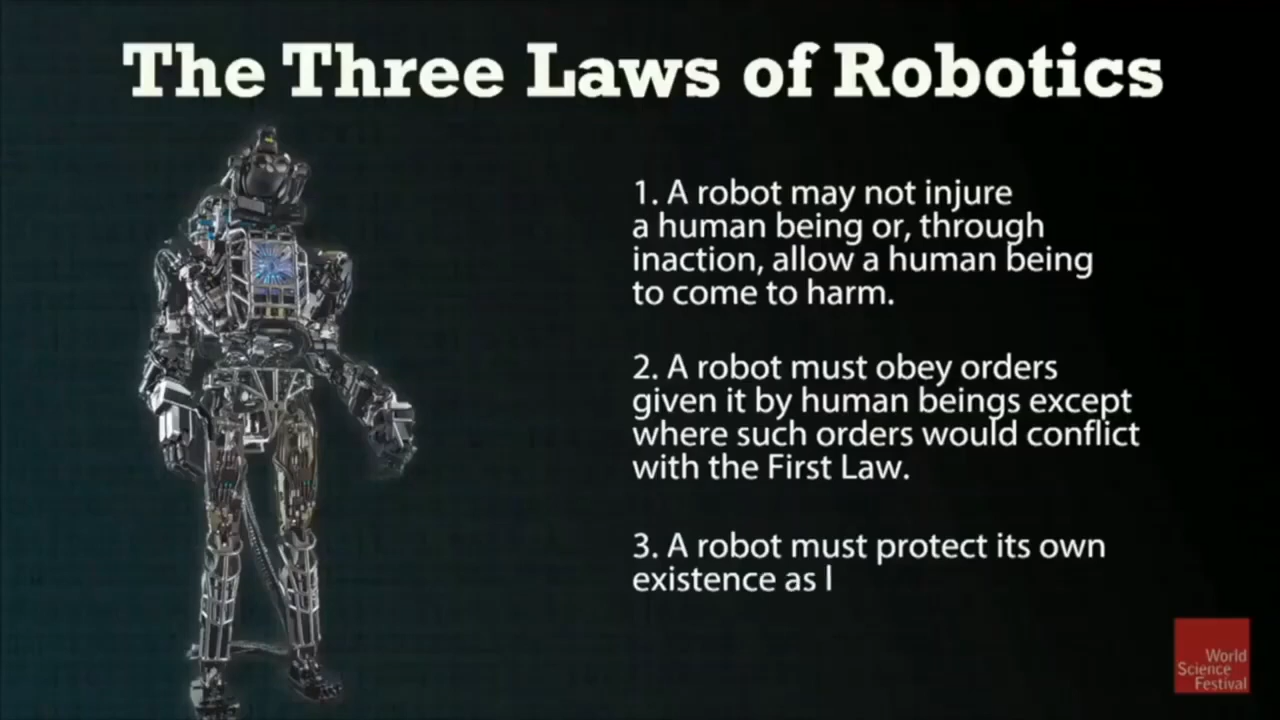 The Three Laws of Robotics
1. A robot may not injure
a human being or, through
inaction, allow a human being
to come to harm.
2. A robot must obey orders
given it by human beings except
where such orders would conflict
with the First Law.
3. A robot must protect its own
existence as l
World
Science
Festival